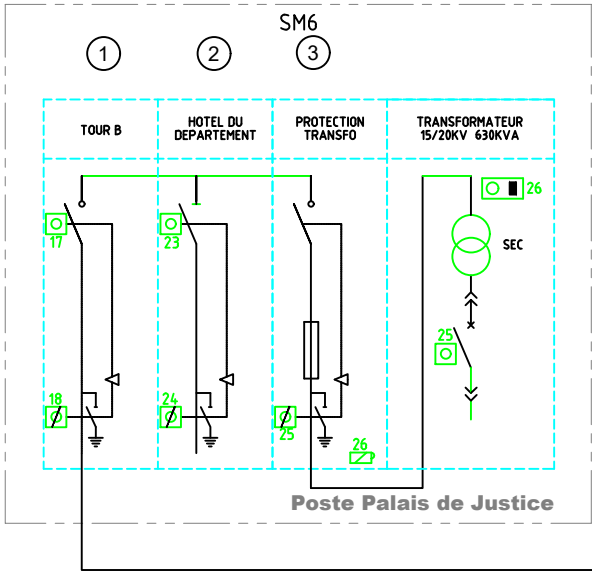 SM6
1
2
3
TOUR B
HOTEL DU
DEPARTEMENT
PROTECTION
TRANSFO
TRANSFORMATEUR
15/20KV 630KVA
26
17
23
SEC
25
18
24
25
26
Poste Palais de Justice